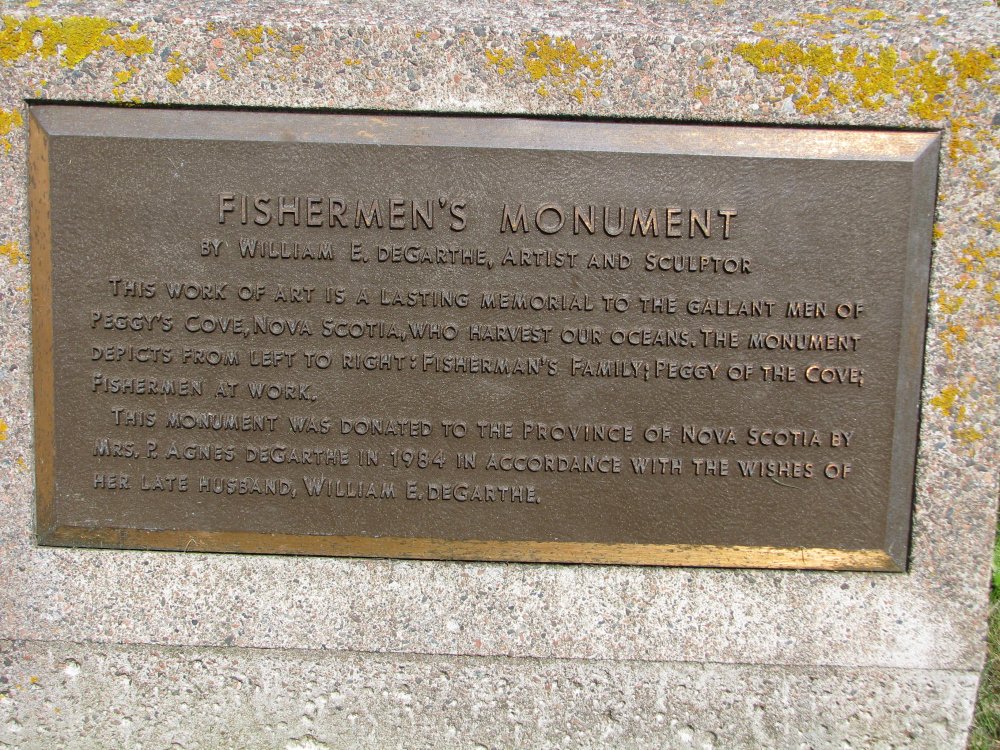 FISHERMEN'S MONUMENT
BY WILLIAM E. DEGARTHE, ARTIST AND SCULPTOR
THIS WORK OF ART IS A LASTING MEMORIAL TO THE GALLANT MEN OF
PEGGY'S COVE, NOVA SCOTIA, WHO HARVEST OUR OCEANS. THE MONUMENT
DEPICTS FROM LEFT TO RIGHT: FISHERMAN'S FAMILY; PEGGY OF THE COVE;
FISHERMEN AT WORK.
THIS MONUMENT WAS DONATED TO THE PROVINCE OF NOVA SCOTIA BY
MRS. P. AGNES DEGARTHE IN 1984 IN ACCORDANCE WITH THE WISHES OF
HER LATE HUSBAND, WILLIAM E. DEGARTHE.